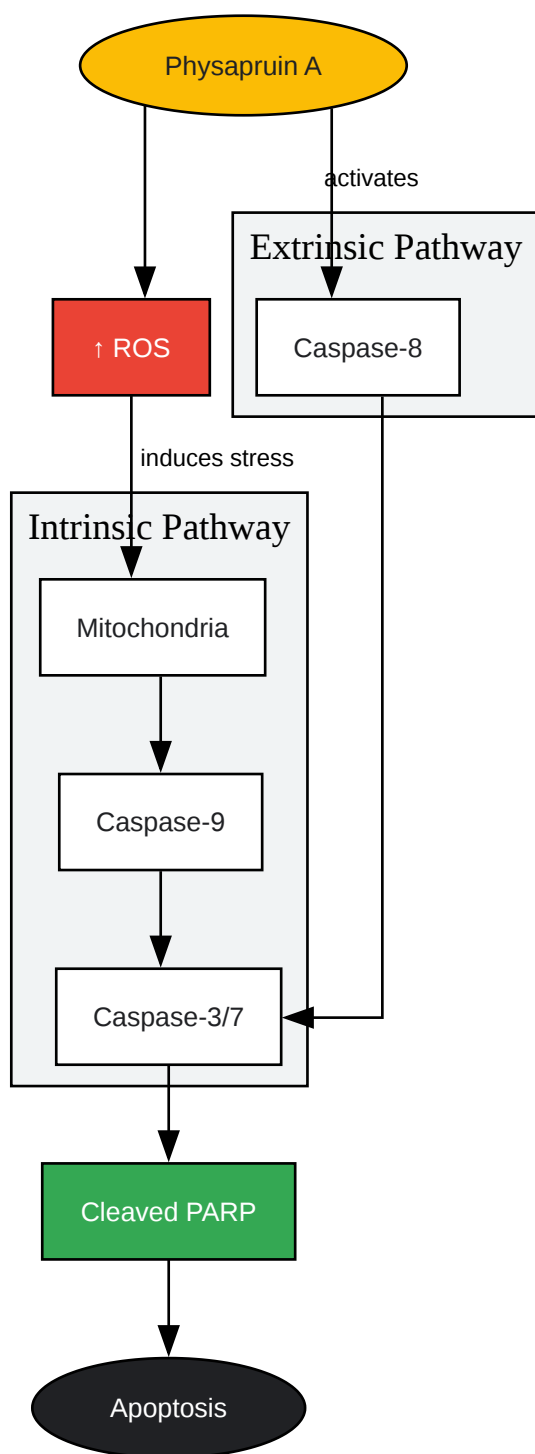 Physapruin A
activates
Extrinsic Pathway
↑ ROS
Caspase-8
induces stress
Intrinsic Pathway
Mitochondria
Caspase-9
Caspase-3/7
Cleaved PARP
Apoptosis